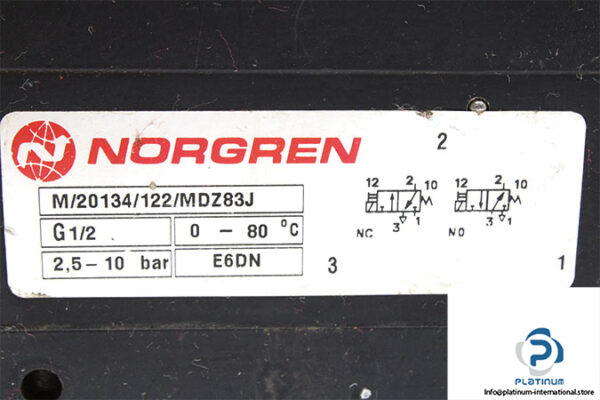 NORGREN
M/20134/122/MDZ83J
G 1/2
0 – 80 °C
2,5 – 10 bar
E6DN
2
12 2 10
3 1
NC
12 2 10
3 1
NO
3
1
PLATINUM
Info@platinum-international.store